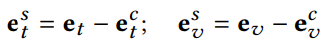 e_t^s = e_t − e_t^c;  e_v^s = e_v − e_v^c